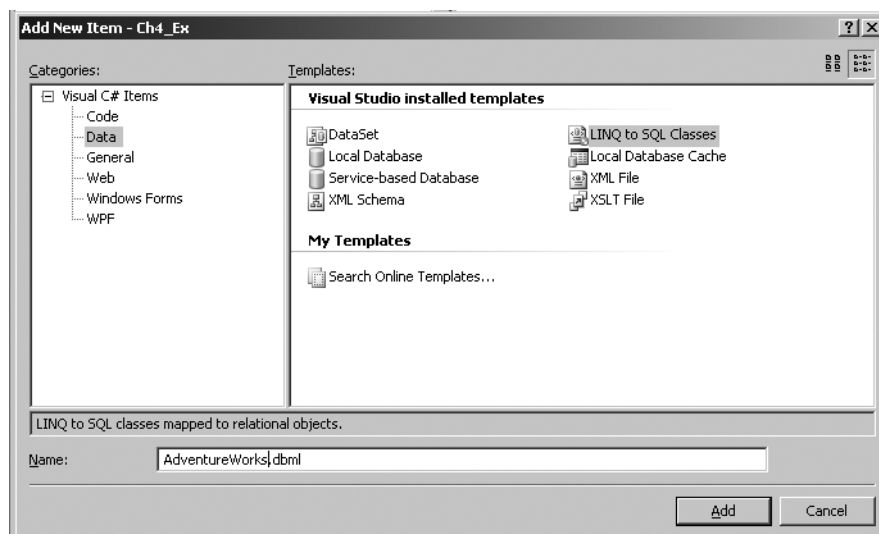 Add New Item - Ch4_Ex
Categories:
Templates:
Visual C# Items
Code
Data
General
Web
Windows Forms
WPF
Visual Studio installed templates
DataSet
LINQ to SQL Classes
Local Database
Local Database Cache
Service-based Database
XML File
XML Schema
XSLT File
My Templates
Search Online Templates...
LINQ to SQL classes mapped to relational objects.
Name:
AdventureWorks.dbml
Add
Cancel